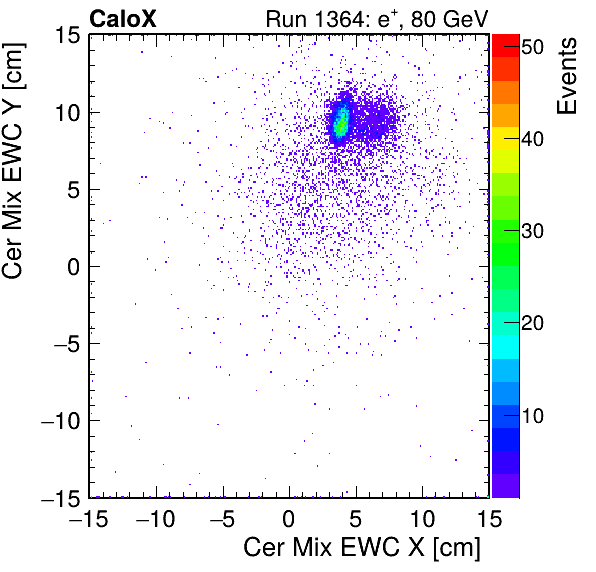 CaloX Run 1364: e+, 80 GeV
15
10
5
0
−5
−10
−15
Cer Mix EWC Y [cm]
−15 −10 −5 0 5 10 15
Cer Mix EWC X [cm]
50
40
30
20
10
Events